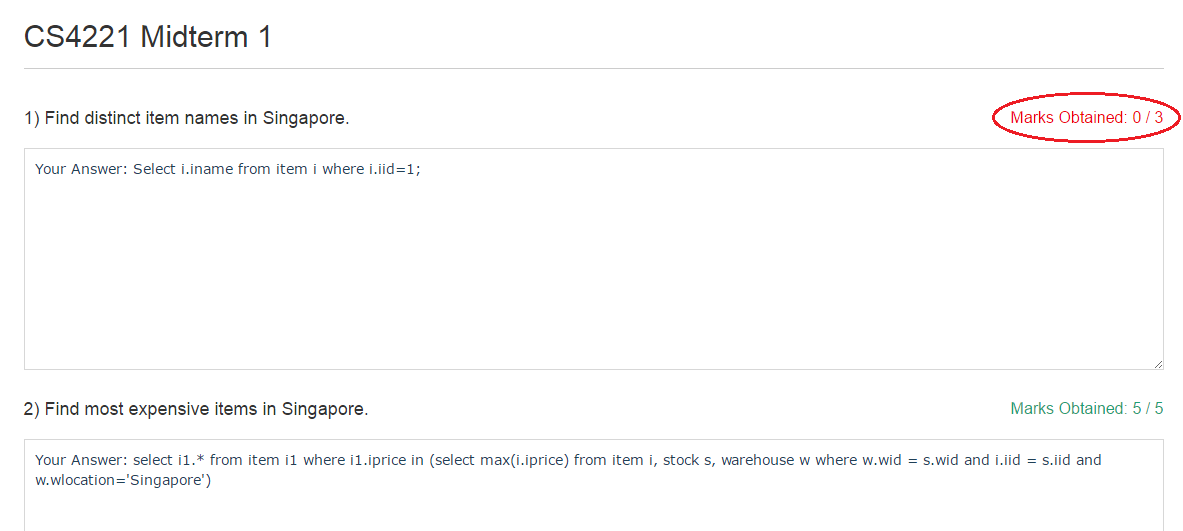 CS4221 Midterm 1
1) Find distinct item names in Singapore.
Marks Obtained: 0 / 3
Your Answer: Select i.iname from item i where i.iid=1;
2) Find most expensive items in Singapore.
Marks Obtained: 5 / 5
Your Answer: select i1.* from item i1 where i1.iprice in (select max(i.iprice) from item i, stock s, warehouse w where w.wid = s.wid and i.iid = s.iid and
w.wlocation='Singapore')